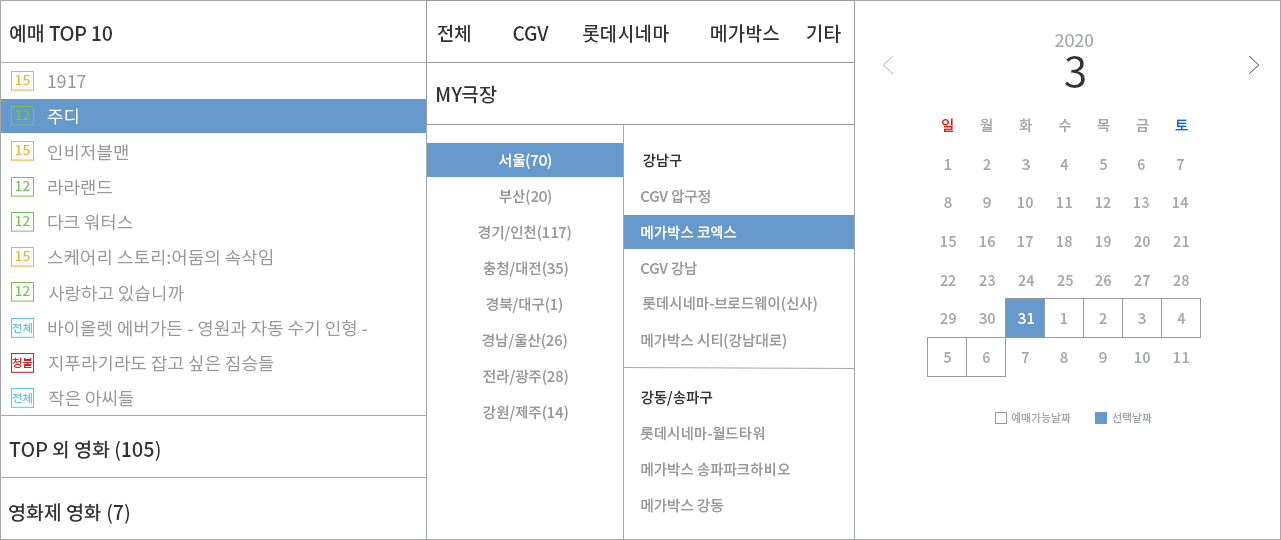 예매 TOP 10
15 1917
12 주디
15 인비저블맨
12 라라랜드
12 다크 워터스
15 스케어리 스토리:어둠의 속삭임
12 사랑하고 있습니까
전체 바이올렛 에버가든 - 영원과 자동 수기 인형 -
청불 지푸라기라도 잡고 싶은 짐승들
전체 작은 아씨들
TOP 외 영화 (105)
영화제 영화 (7)
전체 CGV 롯데시네마 메가박스 기타
MY극장
서울(70)
부산(20)
경기/인천(117)
충청/대전(35)
경북/대구(1)
경남/울산(26)
전라/광주(28)
강원/제주(14)
강남구
CGV 압구정
메가박스 코엑스
CGV 강남
롯데시네마-브로드웨이(신사)
메가박스 시티(강남대로)
강동/송파구
롯데시네마-월드타워
메가박스 송파파크하비오
메가박스 강동
2020
3
일 월 화 수 목 금 토
1 2 3 4 5 6 7
8 9 10 11 12 13 14
15 16 17 18 19 20 21
22 23 24 25 26 27 28
29 30 31 1 2 3 4
5 6 7 8 9 10 11
예매가능날짜 선택날짜